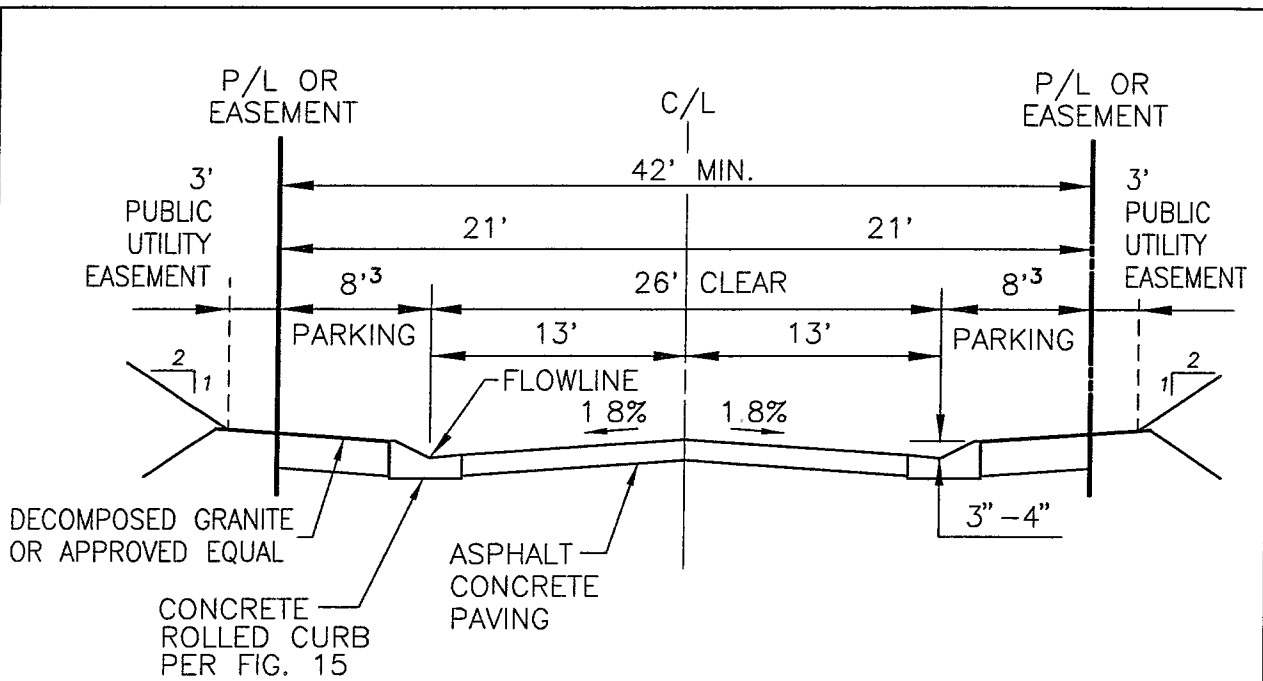 P/L OR
EASEMENT
C/L
P/L OR
EASEMENT
42' MIN.
3'
PUBLIC
UTILITY
EASEMENT
3'
PUBLIC
UTILITY
EASEMENT
21'
21'
8'³
26' CLEAR
8'³
PARKING
13'
13'
PARKING
2
1
FLOWLINE
1
2
1.8%
1.8%
DECOMPOSED GRANITE
OR APPROVED EQUAL
3"-4"
ASPHALT
CONCRETE
PAVING
CONCRETE
ROLLED CURB
PER FIG. 15